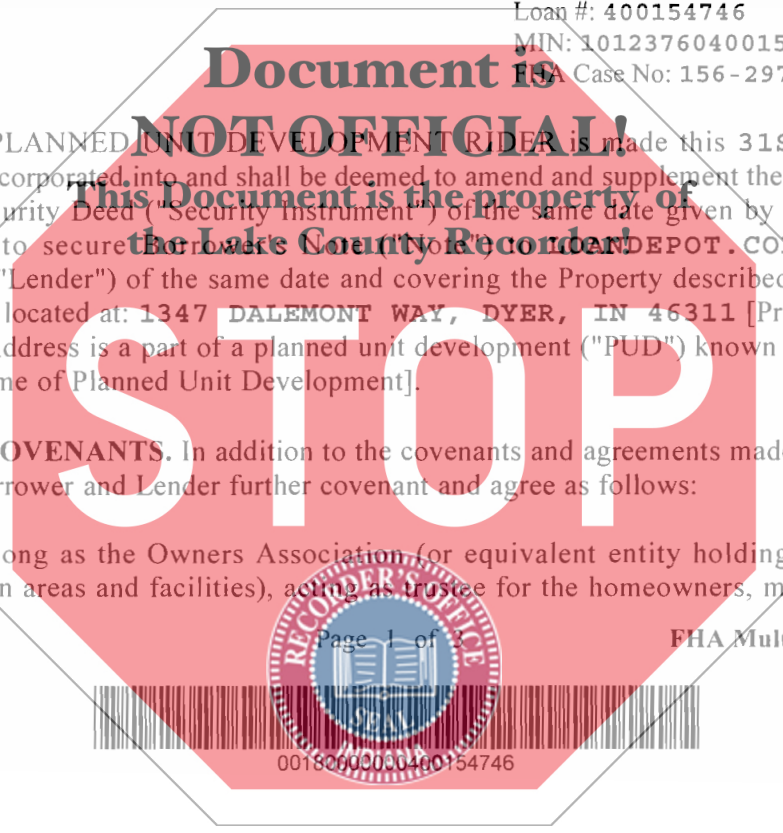 Loan #: 400154746
MIN: 1012376040015
FHA Case No: 156-297
Document is
NOT OFFICIAL!
This Document is the property of
the Lake County Recorder!
PLANNED UNIT DEVELOPMENT RIDER is made this 31S
corporated into and shall be deemed to amend and supplement the
urity Deed ("Security Instrument") of the same date given by
to secure Borrower's Note ("Note") to LOANDEPOT.CO
"Lender") of the same date and covering the Property described
located at: 1347 DALEMONT WAY, DYER, IN 46311 [Pr
ddress is a part of a planned unit development ("PUD") known
me of Planned Unit Development].
STOP
OVENANTS. In addition to the covenants and agreements mad
rrower and Lender further covenant and agree as follows:
ong as the Owners Association (or equivalent entity holding
n areas and facilities), acting as trustee for the homeowners, m
RECORDER'S OFFICE
SEAL
INDIANA
Page 1 of 3
FHA Mul
00180000000400154746